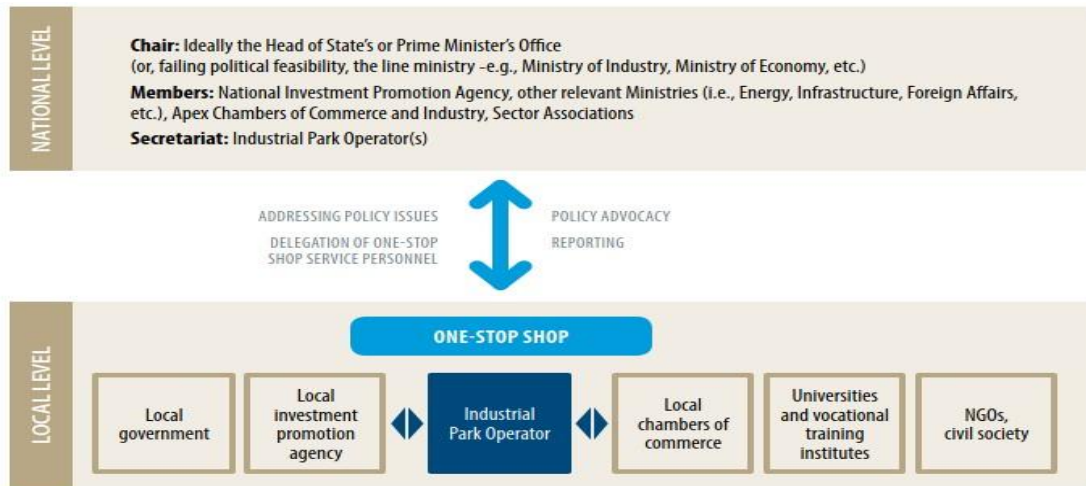 NATIONAL LEVEL
Chair: Ideally the Head of State's or Prime Minister's Office
(or, failing political feasibility, the line ministry -e.g., Ministry of Industry, Ministry of Economy, etc.)
Members: National Investment Promotion Agency, other relevant Ministries (i.e., Energy, Infrastructure, Foreign Affairs,
etc.), Apex Chambers of Commerce and Industry, Sector Associations
Secretariat: Industrial Park Operator(s)
ADDRESSING POLICY ISSUES
DELEGATION OF ONE-STOP
SHOP SERVICE PERSONNEL
POLICY ADVOCACY
REPORTING
LOCAL LEVEL
ONE-STOP SHOP
Local
government
Local
investment
promotion
agency
Industrial
Park Operator
Local
chambers of
commerce
Universities
and vocational
training
institutes
NGOs,
civil society